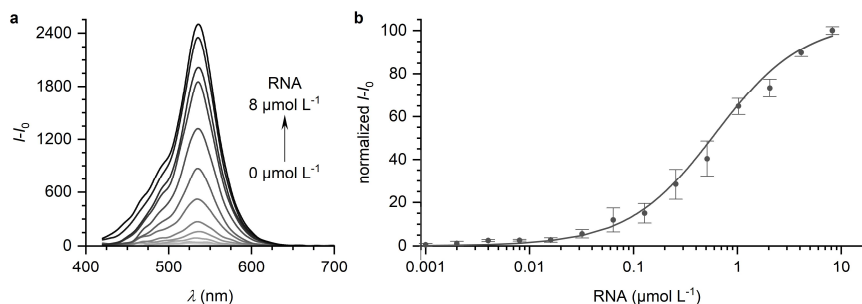 a
2400
1800
1200
600
0
I-I₀
400 500 600 700
λ (nm)
RNA
8 µmol L⁻¹
0 µmol L⁻¹
b
100
80
60
40
20
0
normalized I-I₀
0.001 0.01 0.1 1 10
RNA (µmol L⁻¹)